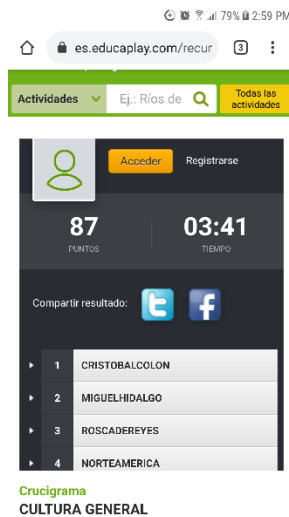 79% 2:59 PM
es.educaplay.com/recur
3
Actividades
Ej.: Ríos de
Todas las
actividades
Acceder Registrarse
87 03:41
PUNTOS TIEMPO
Compartir resultado:
1 CRISTOBALCOLON
2 MIGUELHIDALGO
3 ROSCADEREYES
4 NORTEAMERICA
Crucigrama
CULTURA GENERAL